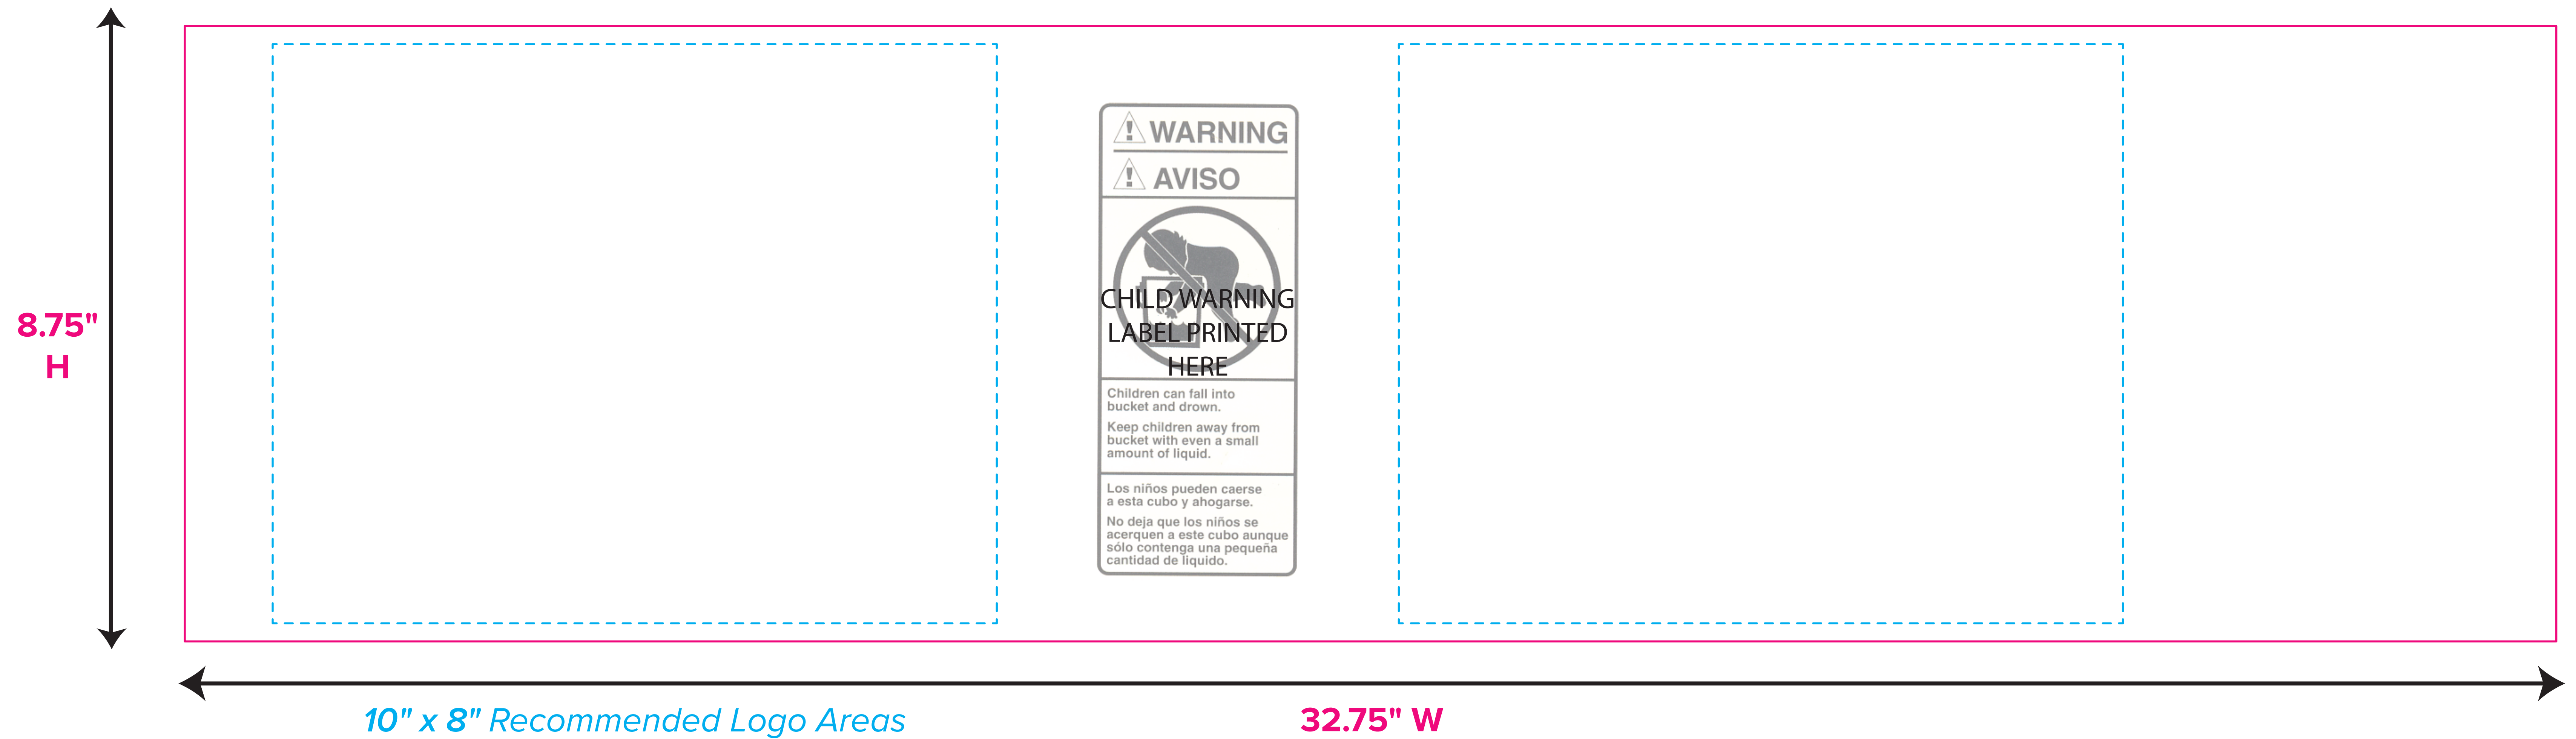 8.75"
H
WARNING
AVISO
CHILD WARNING
LABEL PRINTED
HERE
Children can fall into
bucket and drown.
Keep children away from
bucket with even a small
amount of liquid.
Los niños pueden caerse
a esta cubo y ahogarse.
No deja que los niños se
acerquen a este cubo aunque
sólo contenga una pequeña
cantidad de liquido.
10" x 8" Recommended Logo Areas
32.75" W